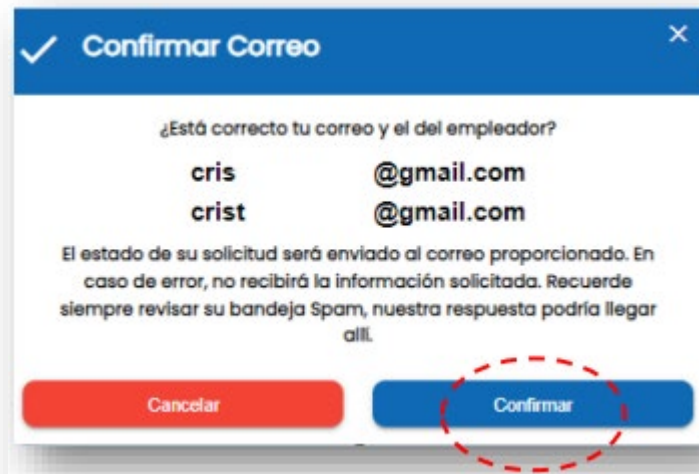 Confirmar Correo
¿Está correcto tu correo y el del empleador?
cris @gmail.com
crist @gmail.com
El estado de su solicitud será enviado al correo proporcionado. En
caso de error, no recibirá la información solicitada. Recuerde
siempre revisar su bandeja Spam, nuestra respuesta podría llegar
allí.
Cancelar Confirmar